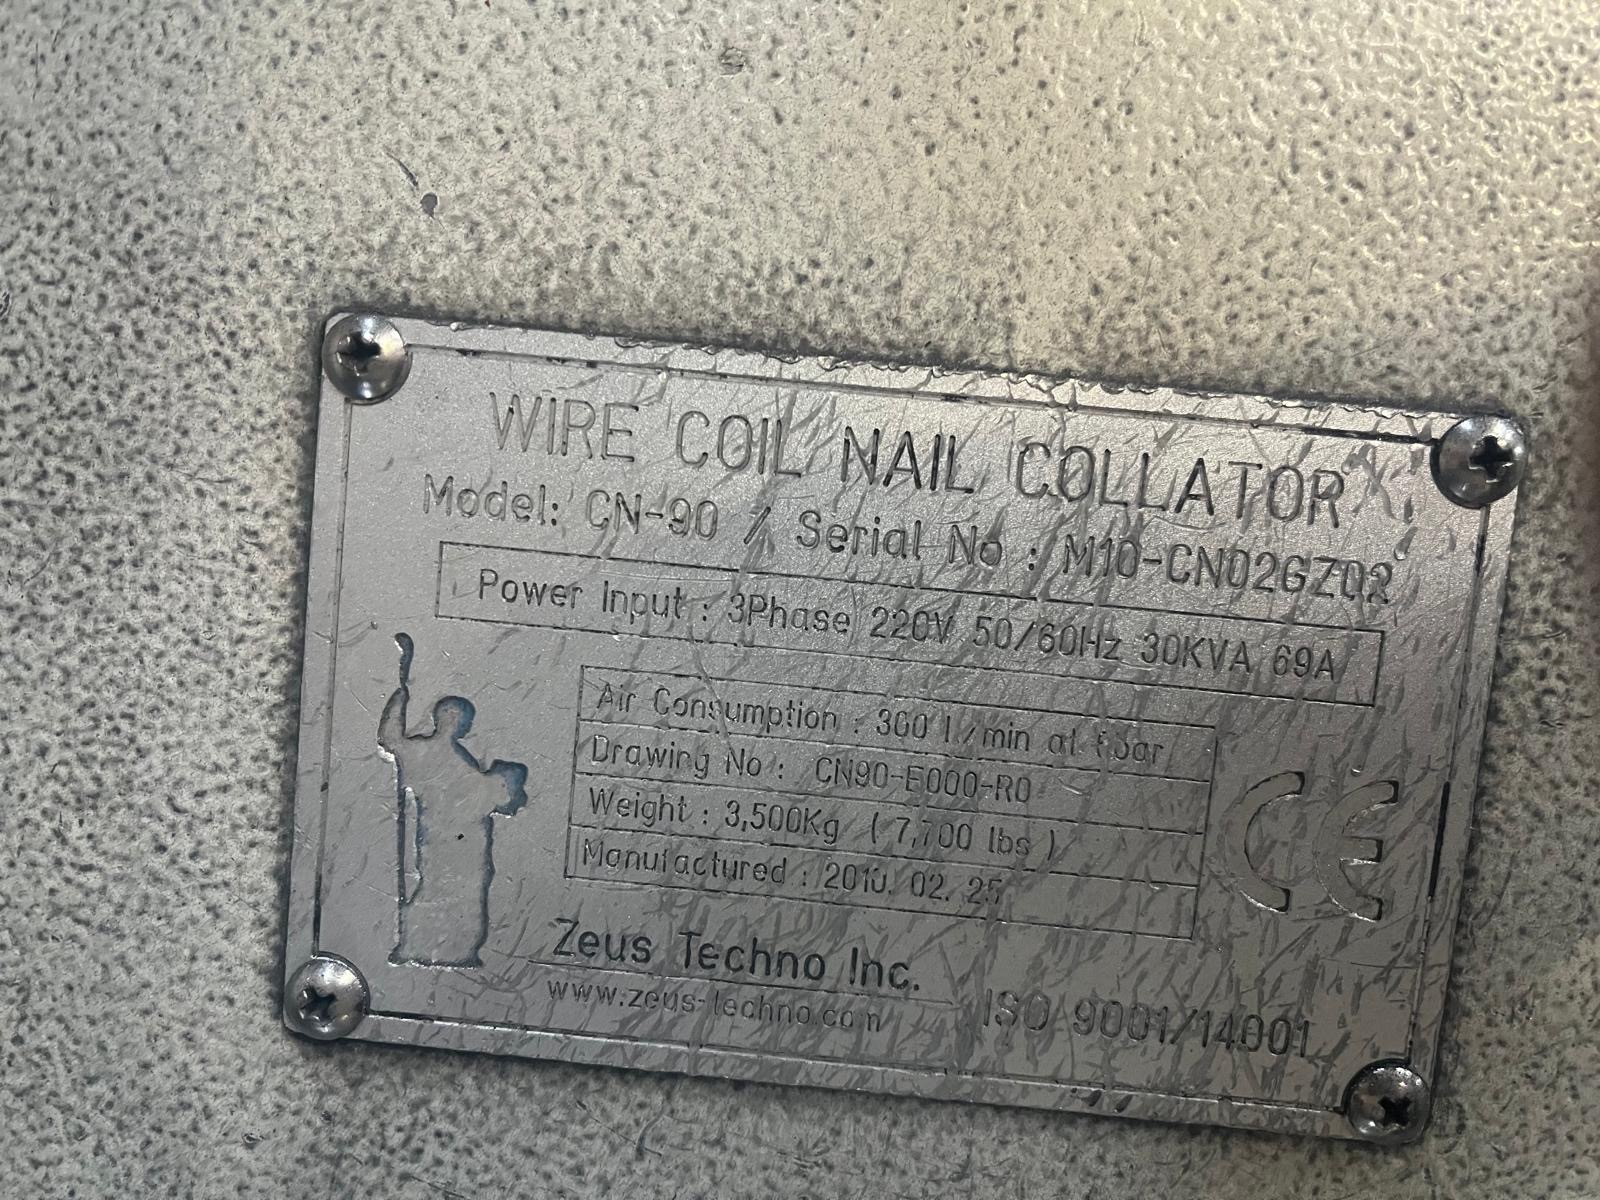 WIRE COIL NAIL COLLATOR
Model: CN-90 / Serial No : M10-CN02GZ02
Power Input : 3Phase 220V 50/60Hz 30KVA 69A
Air Consumption : 300 l/min at bar
Drawing No : CN90-E000-R0
Weight : 3,500Kg ( 7,700 lbs )
Manufactured : 2010. 02. 25
CE
Zeus Techno Inc.
www.zeus-techno.com
ISO 9001/14001